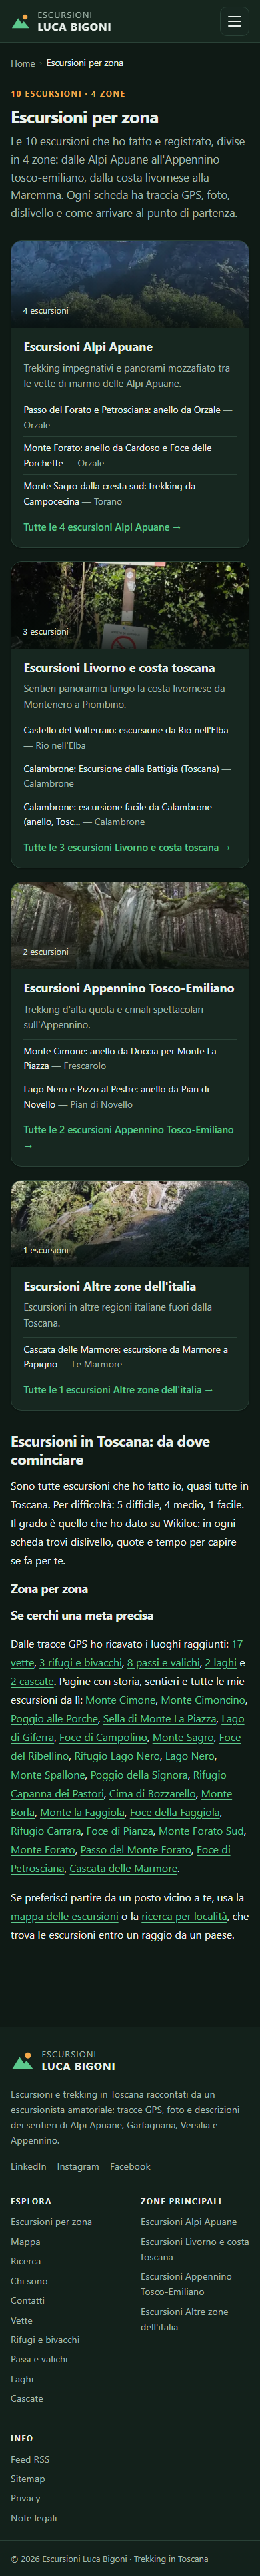 ESCURSIONI
LUCA BIGONI
Home › Escursioni per zona
10 ESCURSIONI · 4 ZONE
Escursioni per zona
Le 10 escursioni che ho fatto e registrato, divise
in 4 zone: dalle Alpi Apuane all'Appennino
tosco-emiliano, dalla costa livornese alla
Maremma. Ogni scheda ha traccia GPS, foto,
dislivello e come arrivare al punto di partenza.
4 escursioni
Escursioni Alpi Apuane
Trekking impegnativi e panorami mozzafiato tra
le vette di marmo delle Alpi Apuane.
Passo del Forato e Petrosciana: anello da Orzale —
Orzale
Monte Forato: anello da Cardoso e Foce delle
Porchette — Orzale
Monte Sagro dalla cresta sud: trekking da
Campocecina — Torano
Tutte le 4 escursioni Alpi Apuane →
3 escursioni
Escursioni Livorno e costa toscana
Sentieri panoramici lungo la costa livornese da
Montenero a Piombino.
Castello del Volterraio: escursione da Rio nell'Elba
— Rio nell'Elba
Calambrone: Escursione dalla Battigia (Toscana) —
Calambrone
Calambrone: escursione facile da Calambrone
(anello, Tosc... — Calambrone
Tutte le 3 escursioni Livorno e costa toscana →
2 escursioni
Escursioni Appennino Tosco-Emiliano
Trekking d'alta quota e crinali spettacolari
sull'Appennino.
Monte Cimone: anello da Doccia per Monte La
Piazza — Frescarolo
Lago Nero e Pizzo al Pestre: anello da Pian di
Novello — Pian di Novello
Tutte le 2 escursioni Appennino Tosco-Emiliano
→
1 escursioni
Escursioni Altre zone dell'italia
Escursioni in altre regioni italiane fuori dalla
Toscana.
Cascata delle Marmore: escursione da Marmore a
Papigno — Le Marmore
Tutte le 1 escursioni Altre zone dell'italia →
Escursioni in Toscana: da dove
cominciare
Sono tutte escursioni che ho fatto io, quasi tutte in
Toscana. Per difficoltà: 5 difficile, 4 medio, 1 facile.
Il grado è quello che ho dato su Wikiloc: in ogni
scheda trovi dislivello, quote e tempo per capire
se fa per te.
Zona per zona
Se cerchi una meta precisa
Dalle tracce GPS ho ricavato i luoghi raggiunti: 17
vette, 3 rifugi e bivacchi, 8 passi e valichi, 2 laghi e
2 cascate. Pagine con storia, sentieri e tutte le mie
escursioni da lì: Monte Cimone, Monte Cimoncino,
Poggio alle Porche, Sella di Monte La Piazza, Lago
di Giferra, Foce di Campolino, Monte Sagro, Foce
del Ribellino, Rifugio Lago Nero, Lago Nero,
Monte Spallone, Poggio della Signora, Rifugio
Capanna dei Pastori, Cima di Bozzarello, Monte
Borla, Monte la Faggiola, Foce della Faggiola,
Rifugio Carrara, Foce di Pianza, Monte Forato Sud,
Monte Forato, Passo del Monte Forato, Foce di
Petrosciana, Cascata delle Marmore.
Se preferisci partire da un posto vicino a te, usa la
mappa delle escursioni o la ricerca per località, che
trova le escursioni entro un raggio da un paese.
ESCURSIONI
LUCA BIGONI
Escursioni e trekking in Toscana raccontati da un
escursionista amatoriale: tracce GPS, foto e descrizioni
dei sentieri di Alpi Apuane, Garfagnana, Versilia e
Appennino.
LinkedIn Instagram Facebook
ESPLORA
Escursioni per zona
Mappa
Ricerca
Chi sono
Contatti
Vette
Rifugi e bivacchi
Passi e valichi
Laghi
Cascate
ZONE PRINCIPALI
Escursioni Alpi Apuane
Escursioni Livorno e costa
toscana
Escursioni Appennino
Tosco-Emiliano
Escursioni Altre zone
dell'italia
INFO
Feed RSS
Sitemap
Privacy
Note legali
© 2026 Escursioni Luca Bigoni · Trekking in Toscana